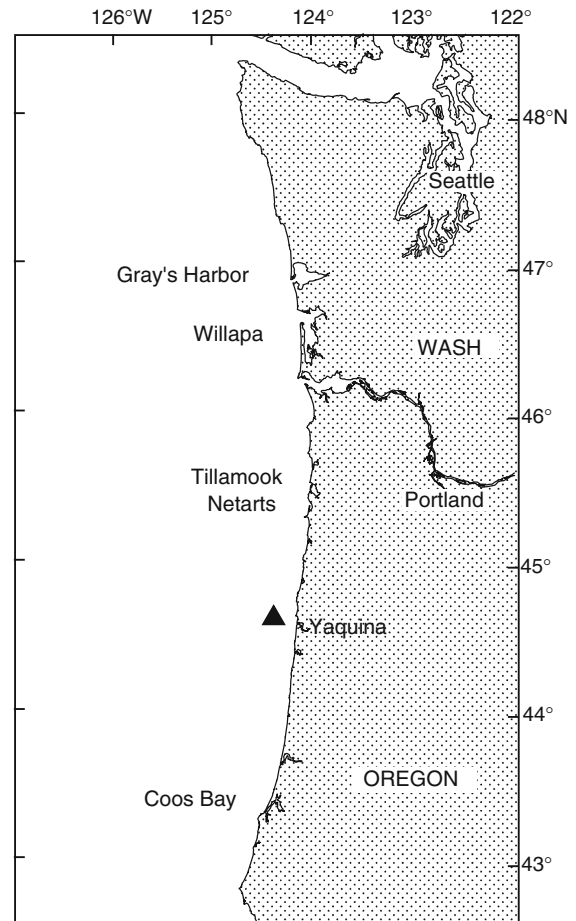 126°W 125° 124° 123° 122°
48°N
Seattle
47°
Gray's Harbor
Willapa
WASH
46°
Tillamook
Netarts
Portland
45°
Yaquina
44°
OREGON
Coos Bay
43°